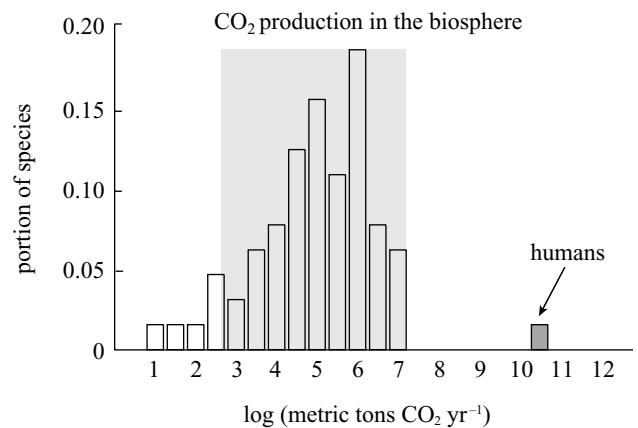 CO₂ production in the biosphere
0.20
0.15
0.10
0.05
0
portion of species
humans
1 2 3 4 5 6 7 8 9 10 11 12
log (metric tons CO₂ yr⁻¹)